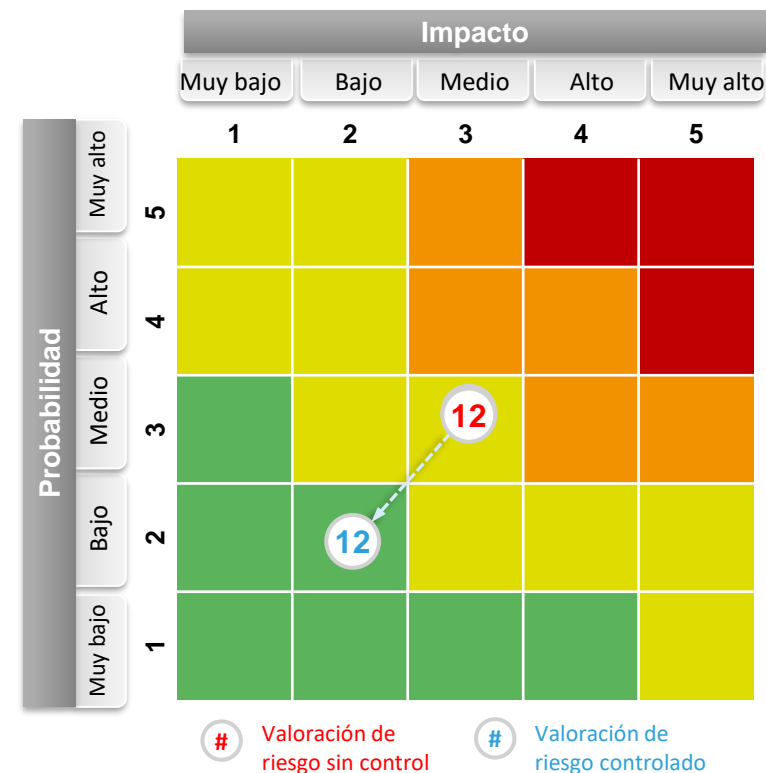 Impacto
Muy bajo
Bajo
Medio
Alto
Muy alto
1
2
3
4
5
Probabilidad
Muy alto
5
Alto
4
Medio
3
12
Bajo
2
12
Muy bajo
1
# Valoración de
riesgo sin control
# Valoración de
riesgo controlado